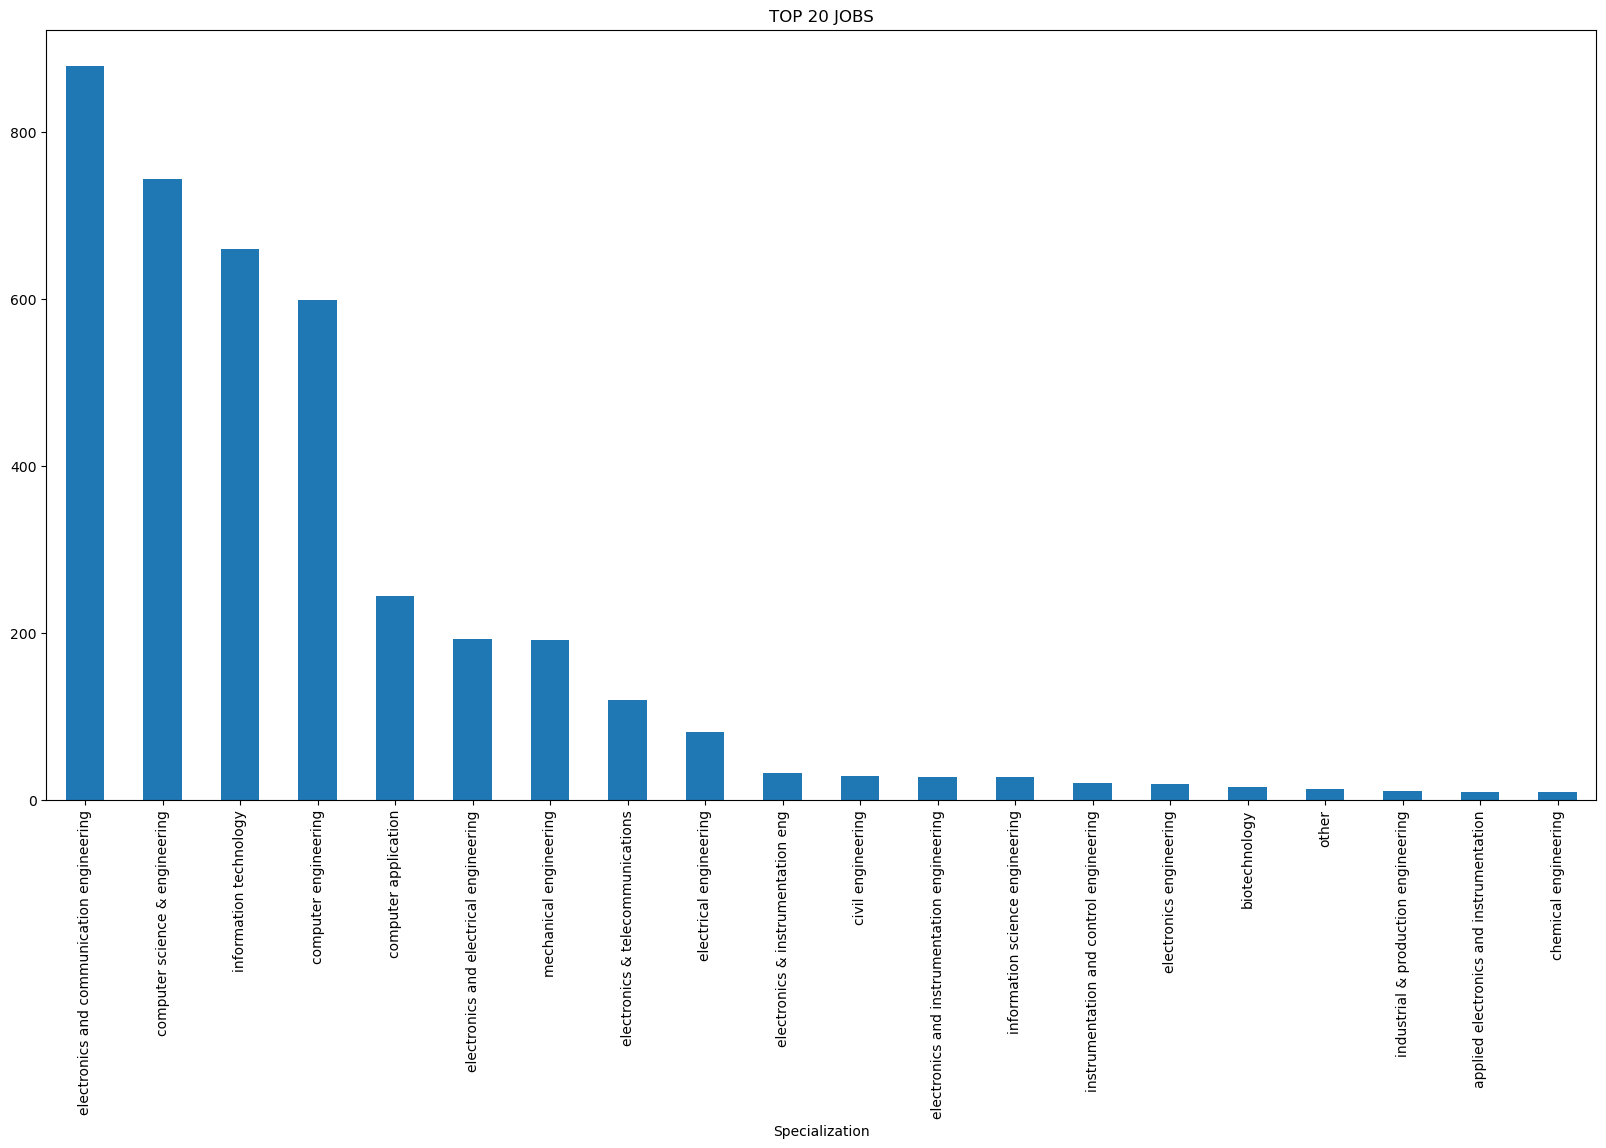 TOP 20 JOBS
800
600
400
200
0
electronics and communication engineering
computer science & engineering
information technology
computer engineering
computer application
electronics and electrical engineering
mechanical engineering
electronics & telecommunications
electrical engineering
electronics & instrumentation eng
civil engineering
electronics and instrumentation engineering
information science engineering
instrumentation and control engineering
electronics engineering
biotechnology
other
industrial & production engineering
applied electronics and instrumentation
chemical engineering
Specialization